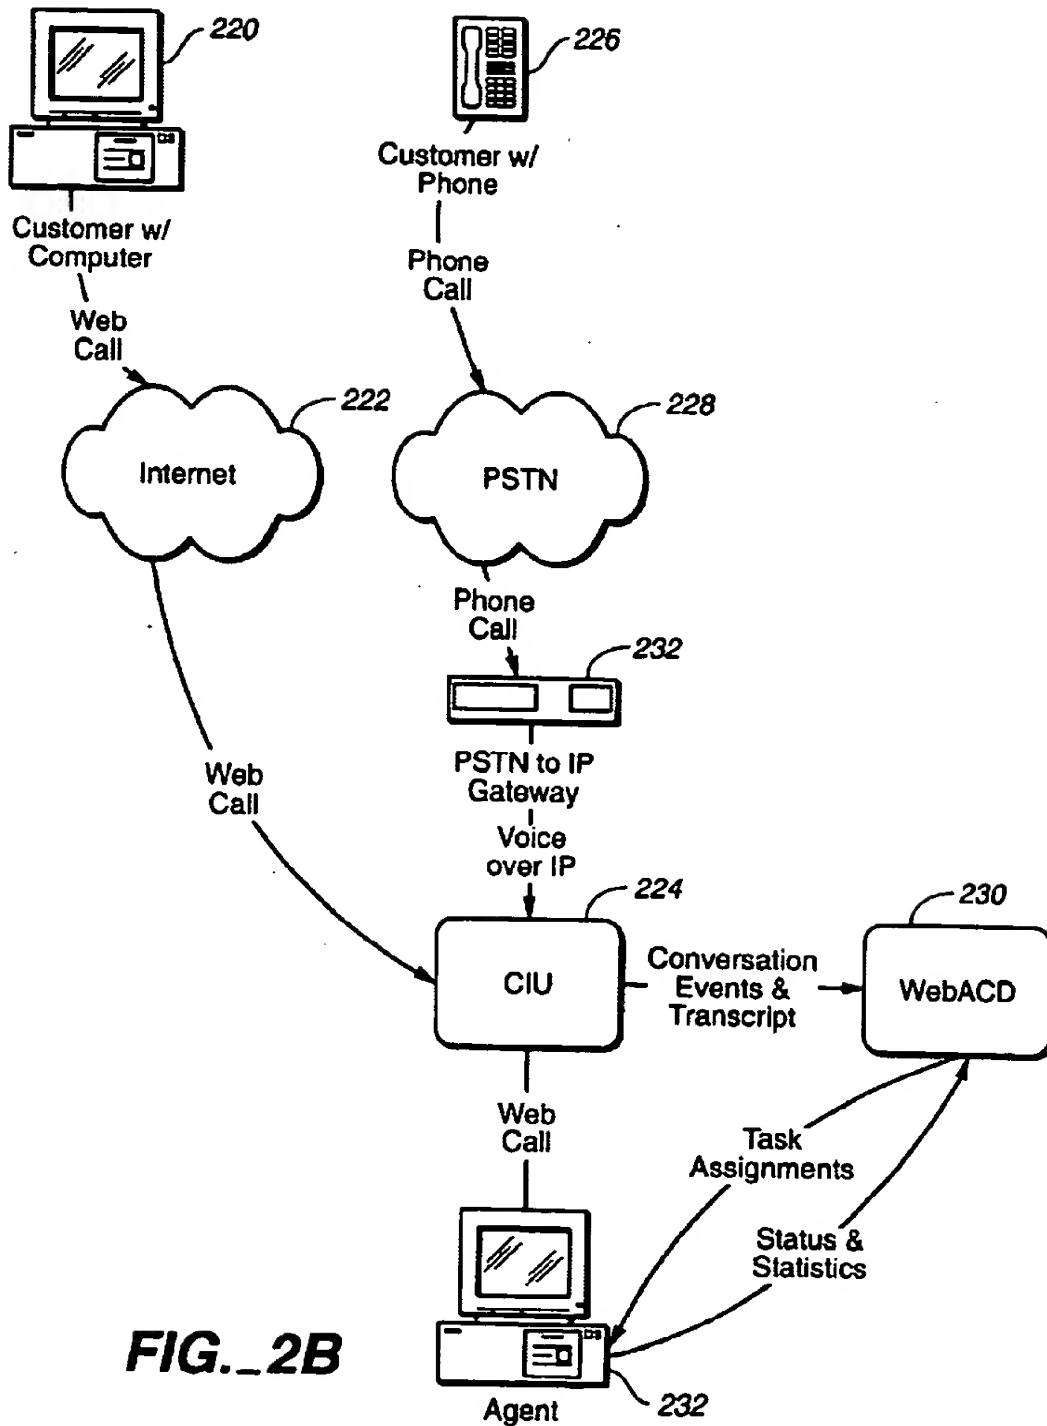 220
226
Customer w/
Computer
Customer w/
Phone
Web
Call
Phone
Call
222
Internet
228
PSTN
Phone
Call
232
PSTN to IP
Gateway
Web
Call
Voice
over IP
224
CIU
Conversation
Events &
Transcript
230
WebACD
Web
Call
Task
Assignments
Status &
Statistics
FIG._2B
Agent
232